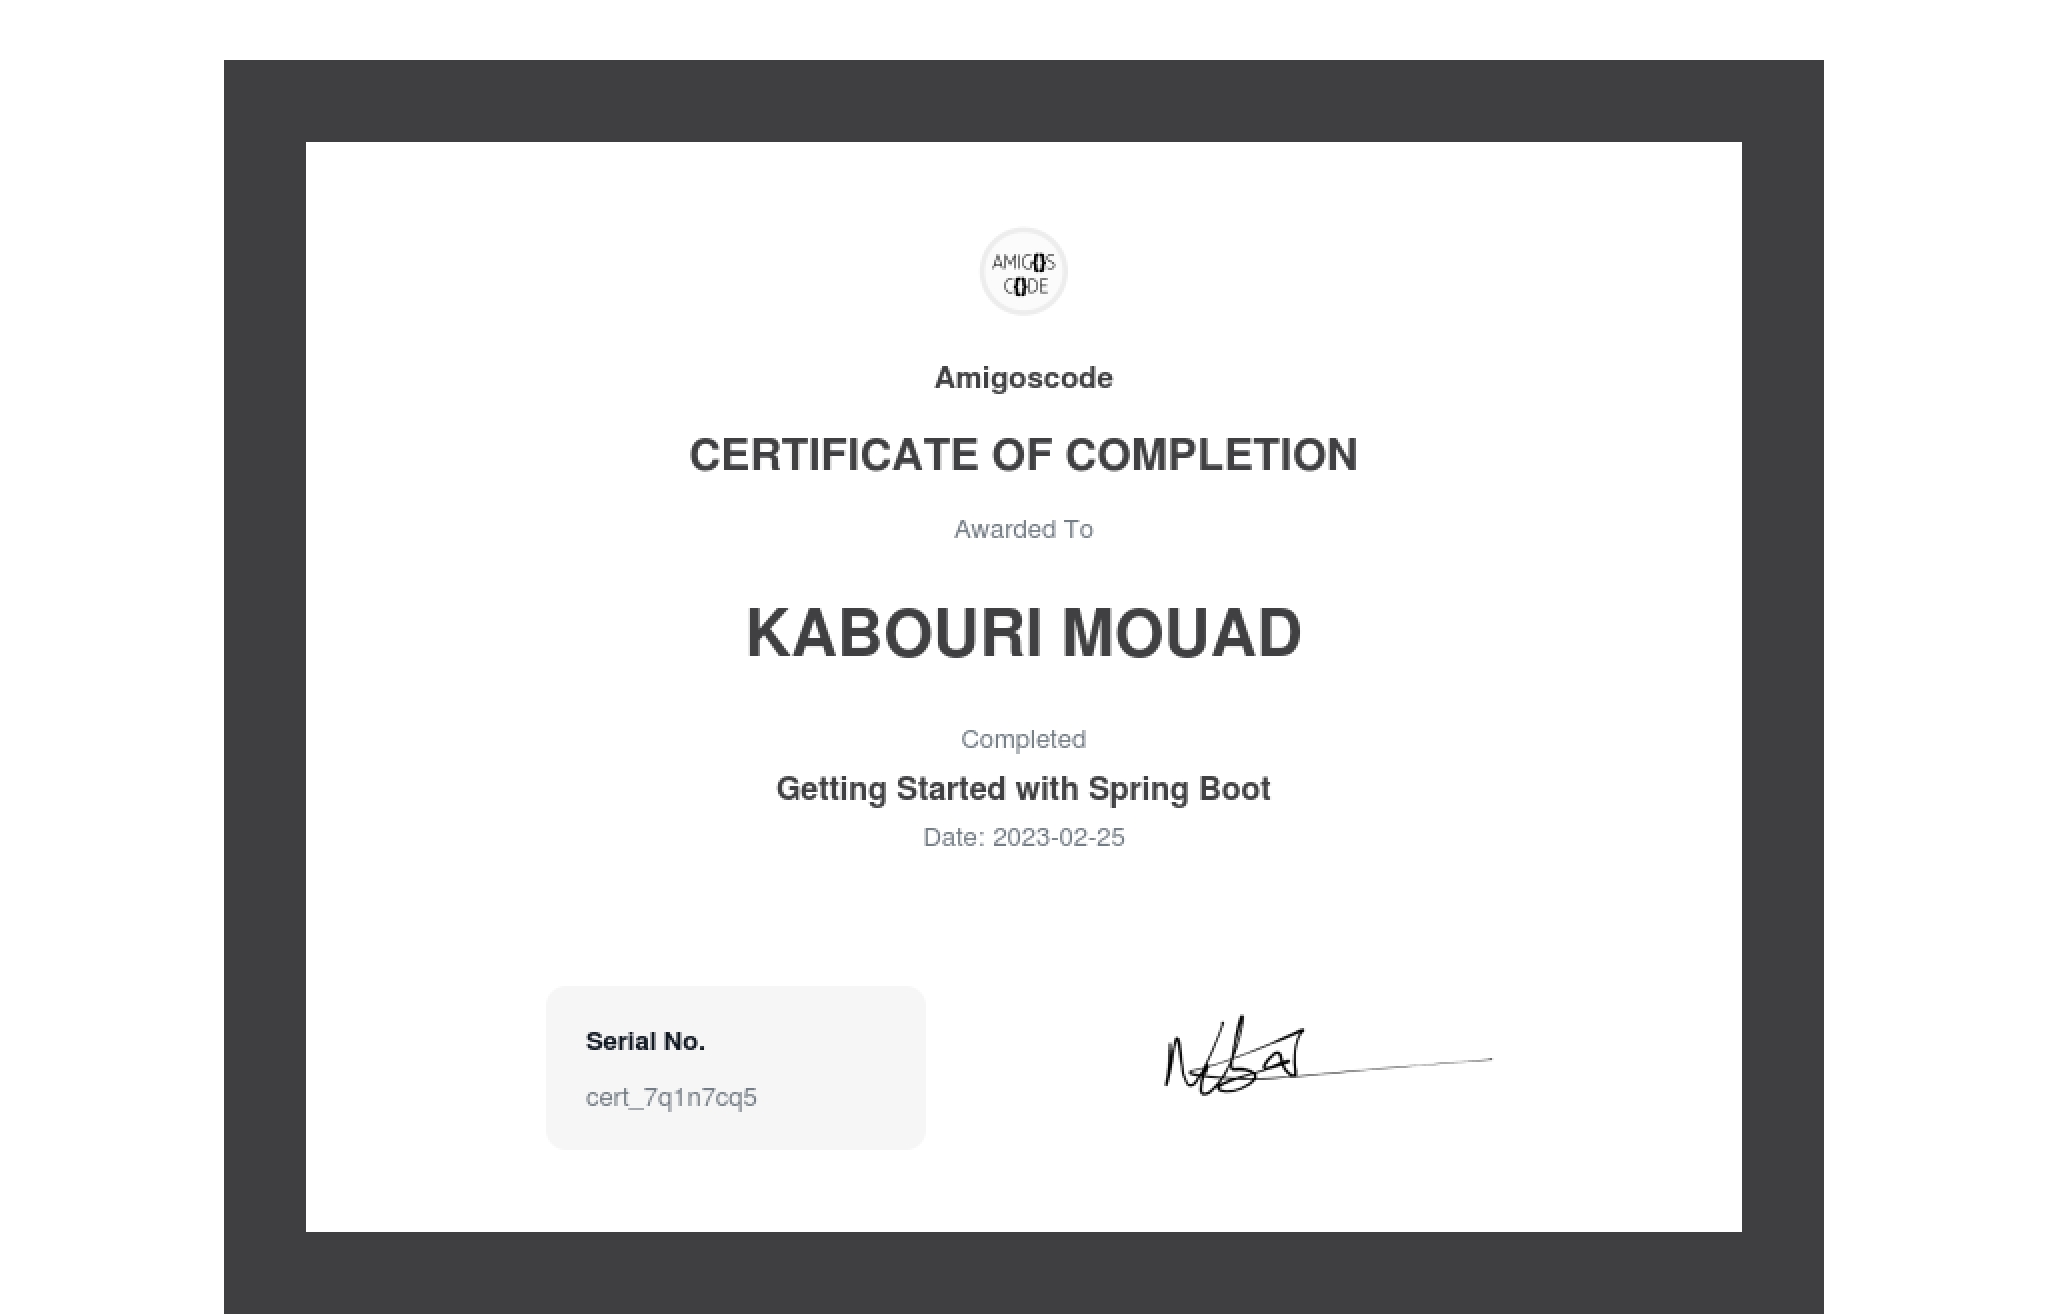 AMIG{}S
C{}DE
Amigoscode
CERTIFICATE OF COMPLETION
Awarded To
KABOURI MOUAD
Completed
Getting Started with Spring Boot
Date: 2023-02-25
Serial No.
cert_7q1n7cq5